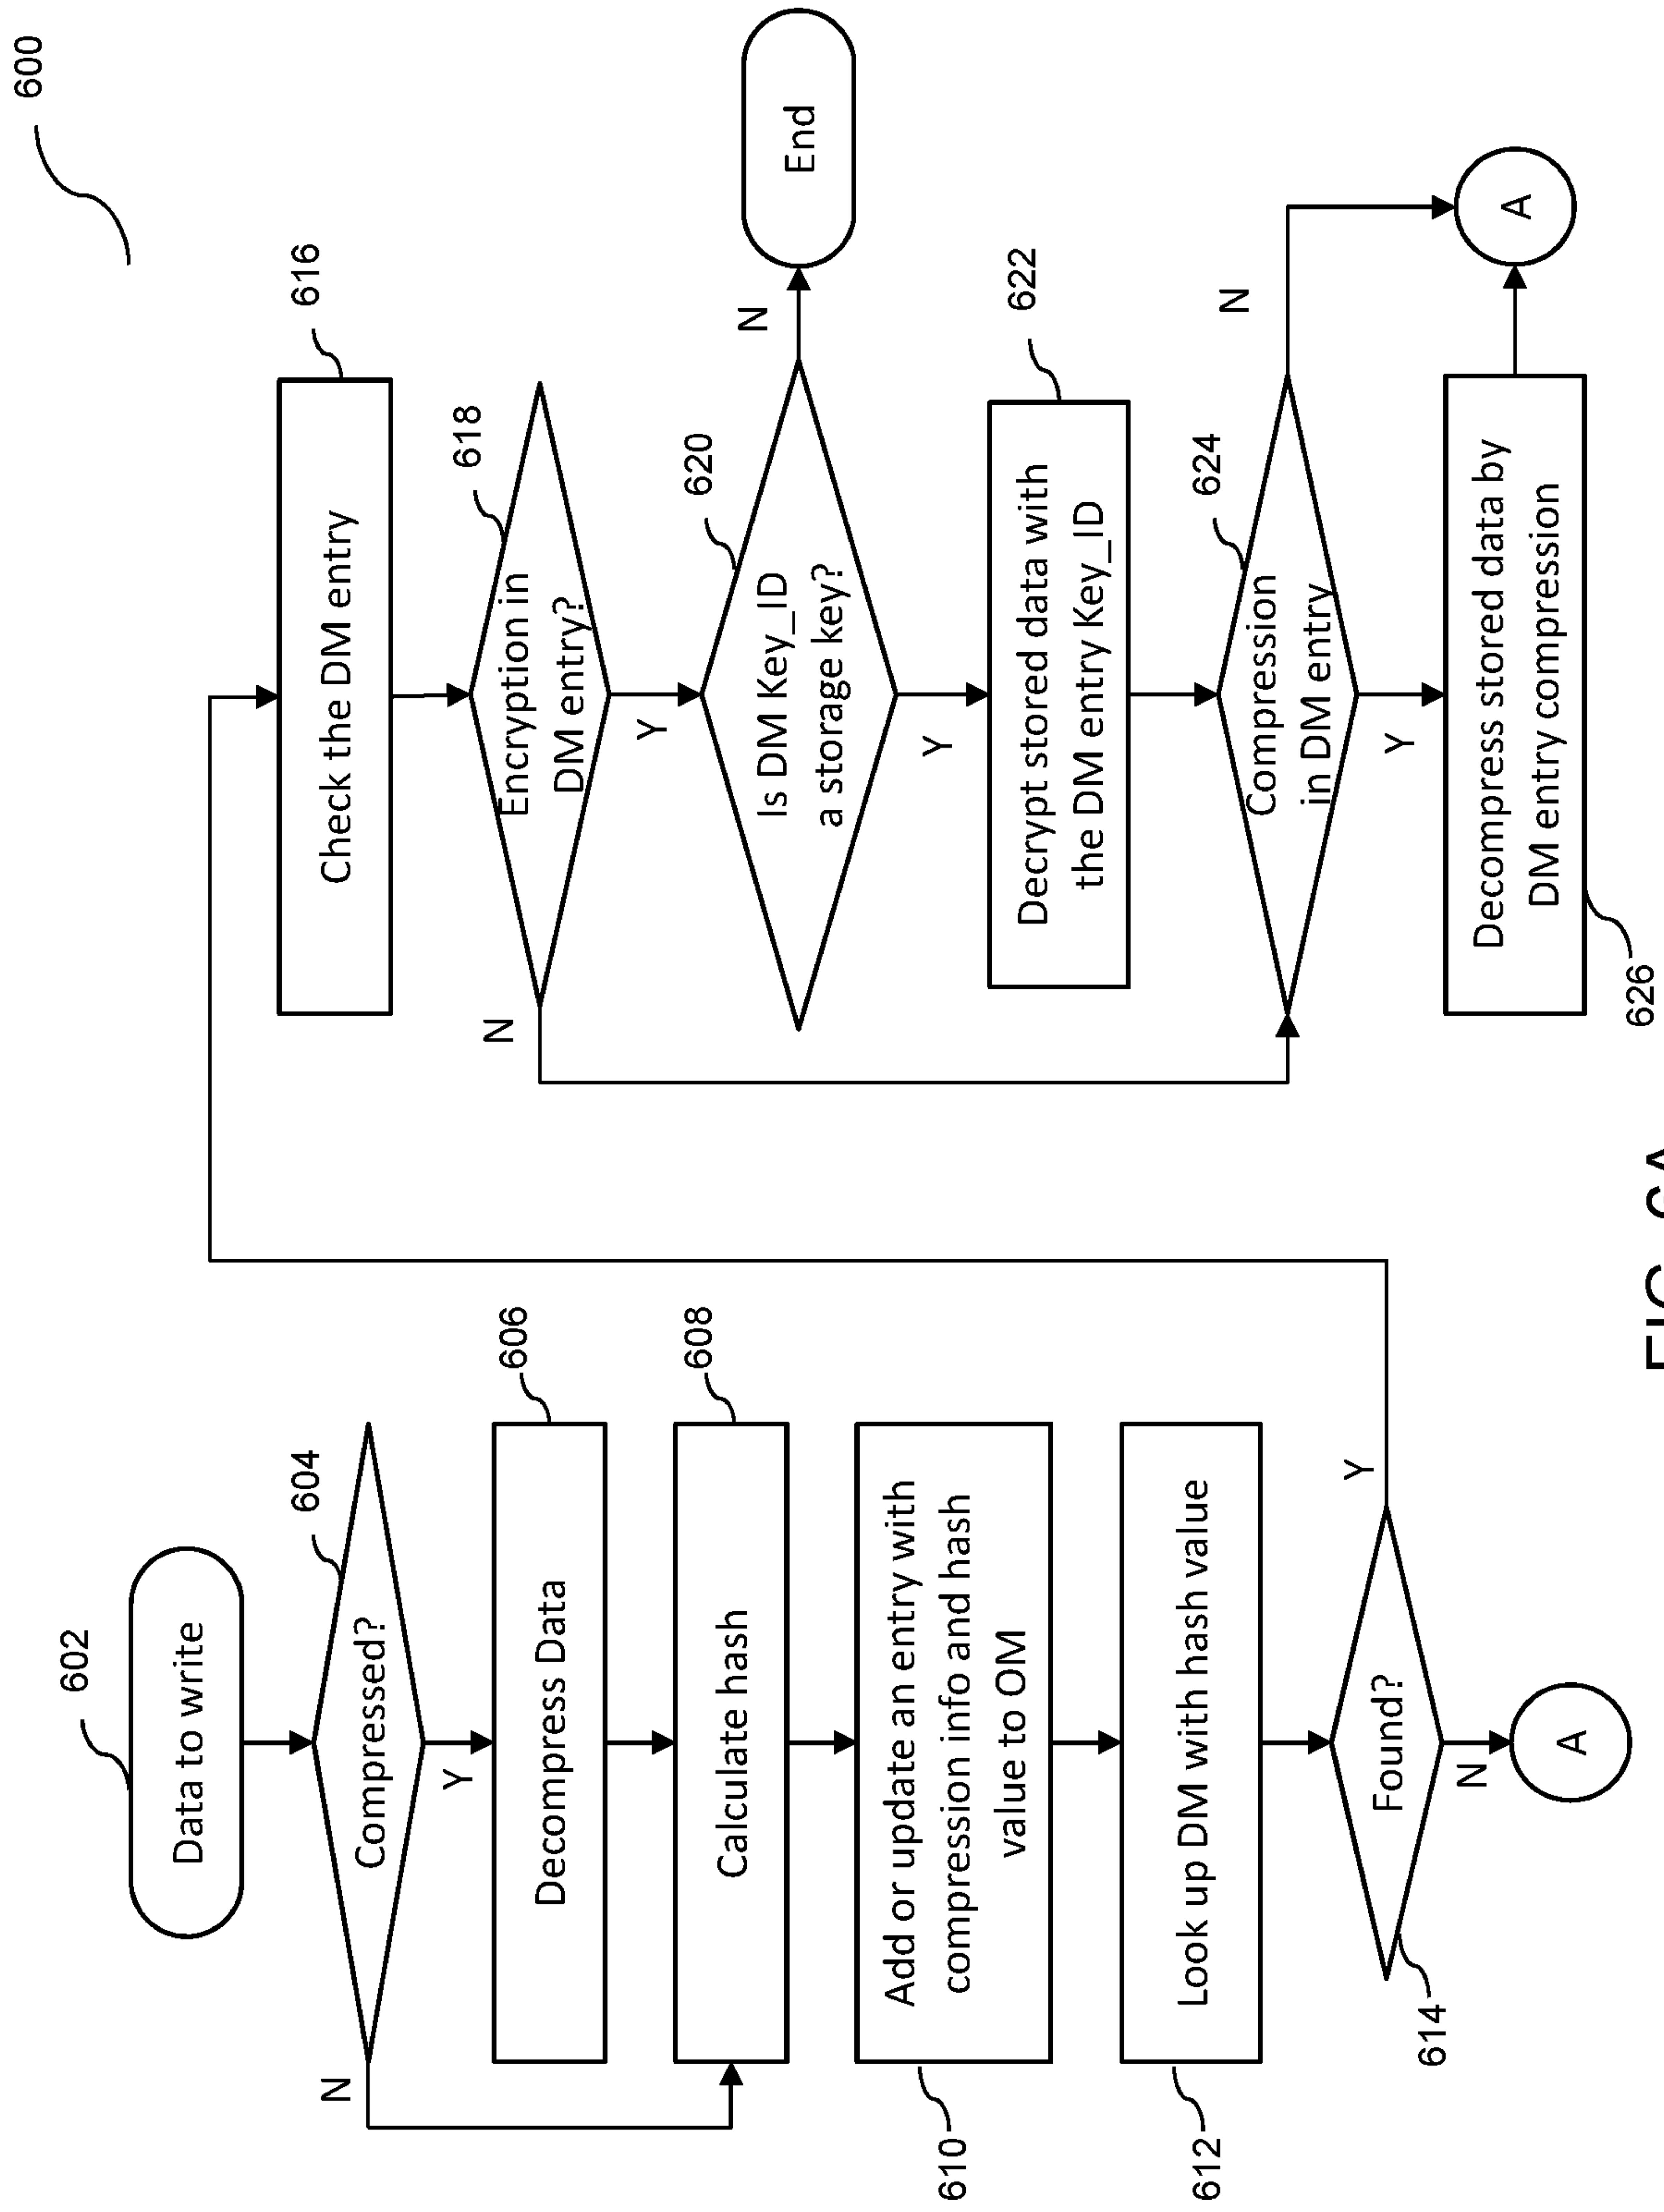 600
602
Data to write
604
Compressed?
N
Y
606
Decompress Data
608
Calculate hash
610
Add or update an entry with
compression info and hash
value to OM
612
Look up DM with hash value
614
Found?
Y
N
A
616
Check the DM entry
618
Encryption in
DM entry?
N
Y
620
Is DM Key_ID
a storage key?
N
End
Y
622
Decrypt stored data with
the DM entry Key_ID
624
Compression
in DM entry
N
Y
626
Decompress stored data by
DM entry compression
A
FIG. 6A